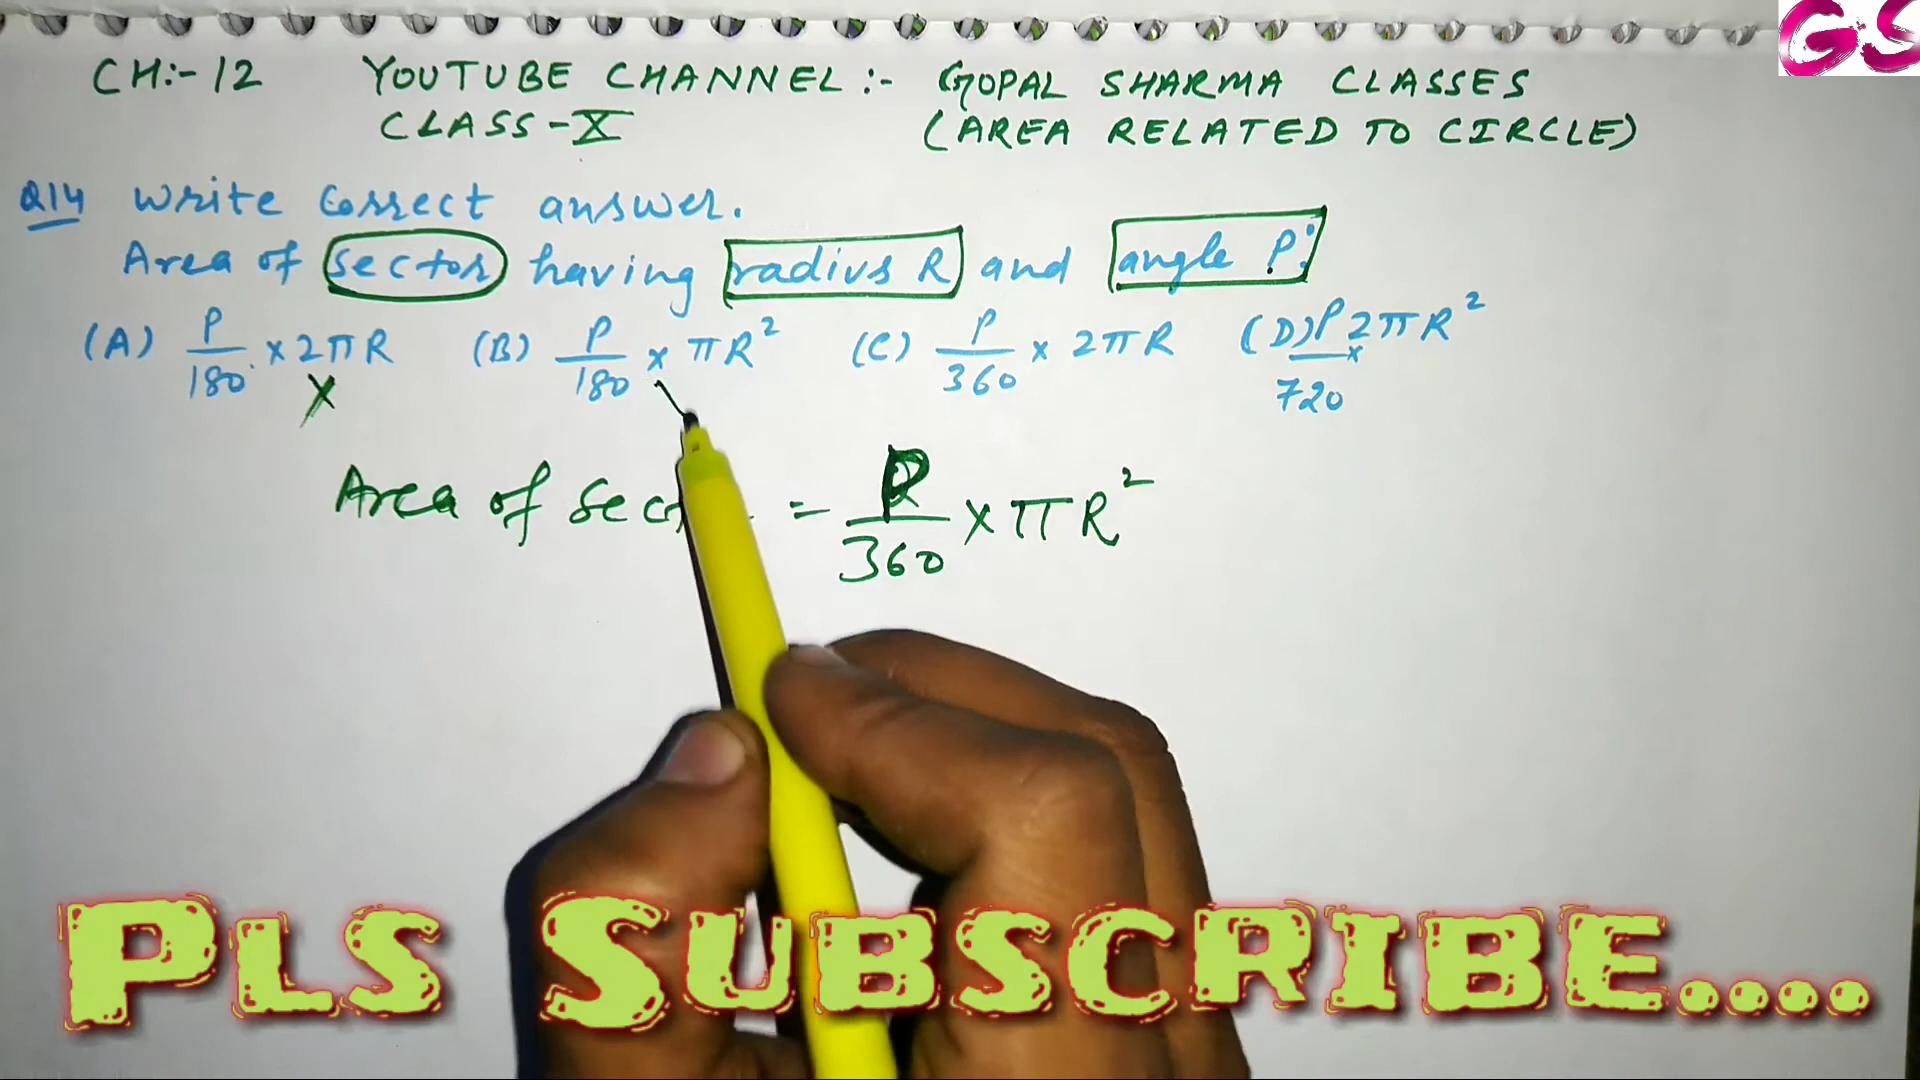 GS
CH:- 12 YOUTUBE CHANNEL :- GOPAL SHARMA CLASSES
CLASS - X (AREA RELATED TO CIRCLE)
Q14 Write correct answer.
Area of sector having radius R and angle P:
(A) P/180 × 2πR (B) P/180 × πR² (C) P/360 × 2πR (D) P/720 × 2πR²
Area of sec = P/360 × πR²
PLS SUBSCRIBE....